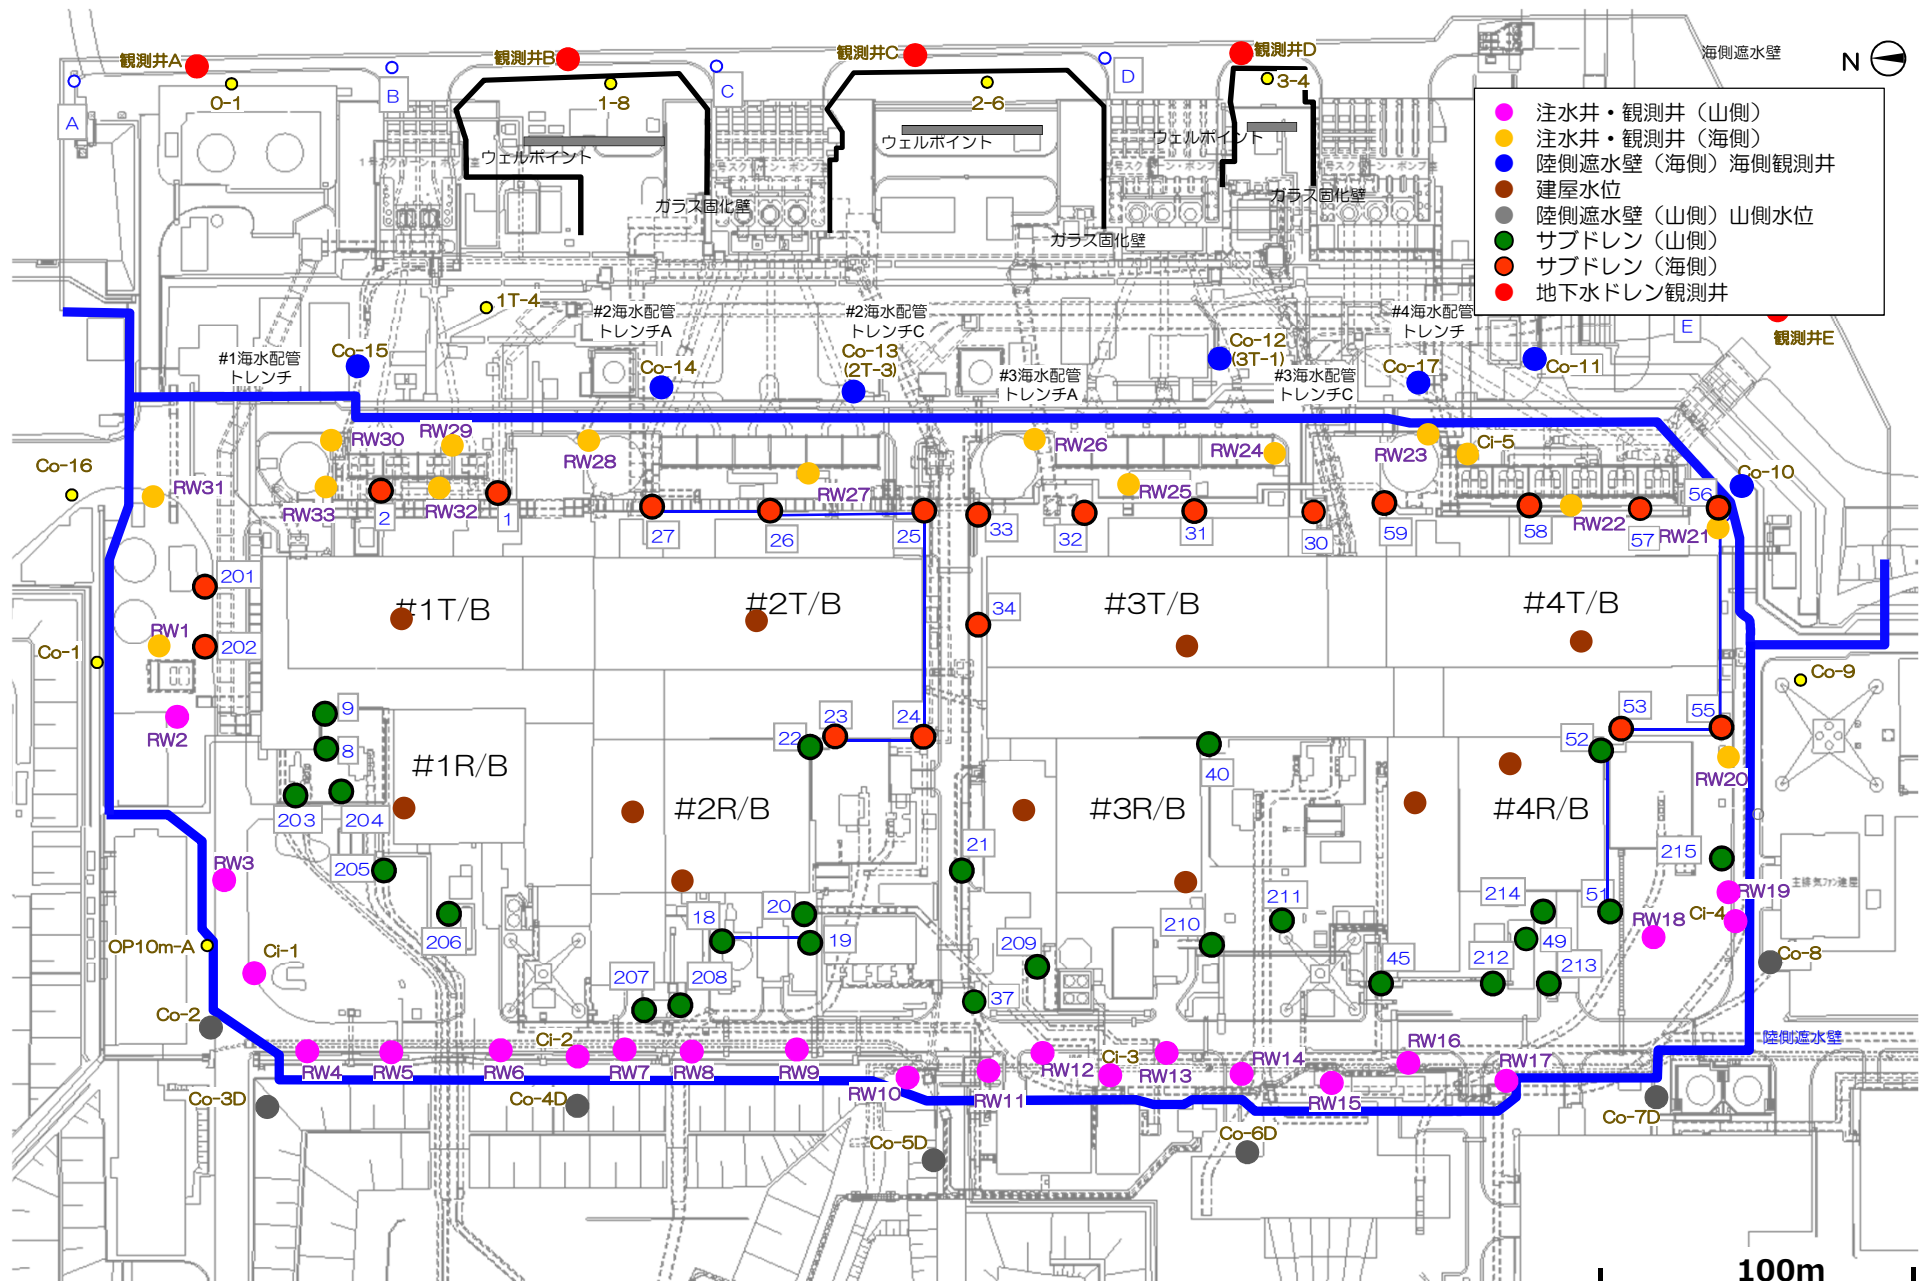 観測井A
観測井B
観測井C
観測井D
海側遮水壁
N
0-1
1-8
2-6
3-4
A
B
C
D
注水井・観測井（山側）
注水井・観測井（海側）
陸側遮水壁（海側）海側観測井
建屋水位
陸側遮水壁（山側）山側水位
サブドレン（山側）
サブドレン（海側）
地下水ドレン観測井
ウェルポイント
ウェルポイント
ウェルポイント
ガラス固化壁
ガラス固化壁
ガラス固化壁
1T-4
#2海水配管
トレンチA
#2海水配管
トレンチC
#4海水配管
トレンチ
E
観測井E
#1海水配管
トレンチ
Co-15
Co-14
Co-13
(2T-3)
#3海水配管
トレンチA
Co-12
(3T-1)
#3海水配管
トレンチC
Co-17
Co-11
RW30
RW29
RW28
RW26
RW24
RW23
Ci-5
Co-16
RW31
RW33
2
RW32
1
RW27
RW25
Co-10
27
26
25
33
32
31
30
59
58
RW22
57
56
RW21
201
202
RW1
Co-1
#1T/B
#2T/B
34
#3T/B
#4T/B
Co-9
RW2
9
8
#1R/B
22
23
24
40
52
53
55
RW20
203
204
#2R/B
#3R/B
#4R/B
RW3
205
206
21
215
主排気ファン建屋
RW19
Ci-4
RW18
OP10m-A
Ci-1
18
20
19
209
210
211
214
51
49
212
213
45
Co-8
207
208
37
Co-2
陸側遮水壁
RW4
RW5
RW6
Ci-2
RW7
RW8
RW9
RW10
RW11
RW12
Ci-3
RW13
RW14
RW15
RW16
RW17
Co-3D
Co-4D
Co-5D
Co-6D
Co-7D
100m